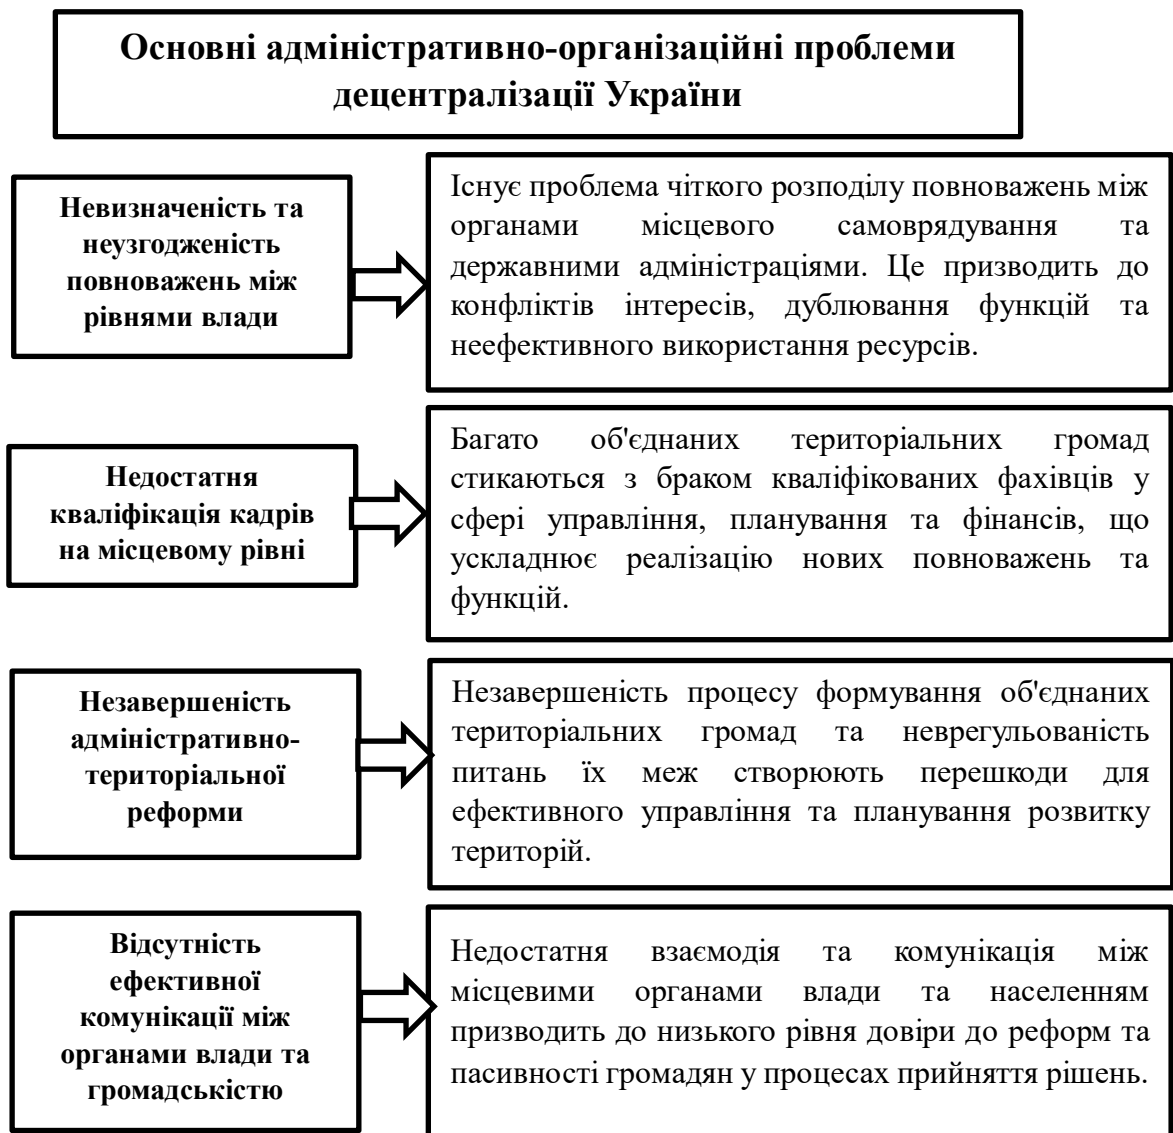 Основні адміністративно-організаційні проблеми
децентралізації України
Невизначеність та
неузгодженість
повноважень між
рівнями влади
Існує проблема чіткого розподілу повноважень між
органами місцевого самоврядування та
державними адміністраціями. Це призводить до
конфліктів інтересів, дублювання функцій та
неефективного використання ресурсів.
Недостатня
кваліфікація кадрів
на місцевому рівні
Багато об'єднаних територіальних громад
стикаються з браком кваліфікованих фахівців у
сфері управління, планування та фінансів, що
ускладнює реалізацію нових повноважень та
функцій.
Незавершеність
адміністративно-
територіальної
реформи
Незавершеність процесу формування об'єднаних
територіальних громад та неврегульованість
питань їх меж створюють перешкоди для
ефективного управління та планування розвитку
територій.
Відсутність
ефективної
комунікації між
органами влади та
громадськістю
Недостатня взаємодія та комунікація між
місцевими органами влади та населенням
призводить до низького рівня довіри до реформ та
пасивності громадян у процесах прийняття рішень.